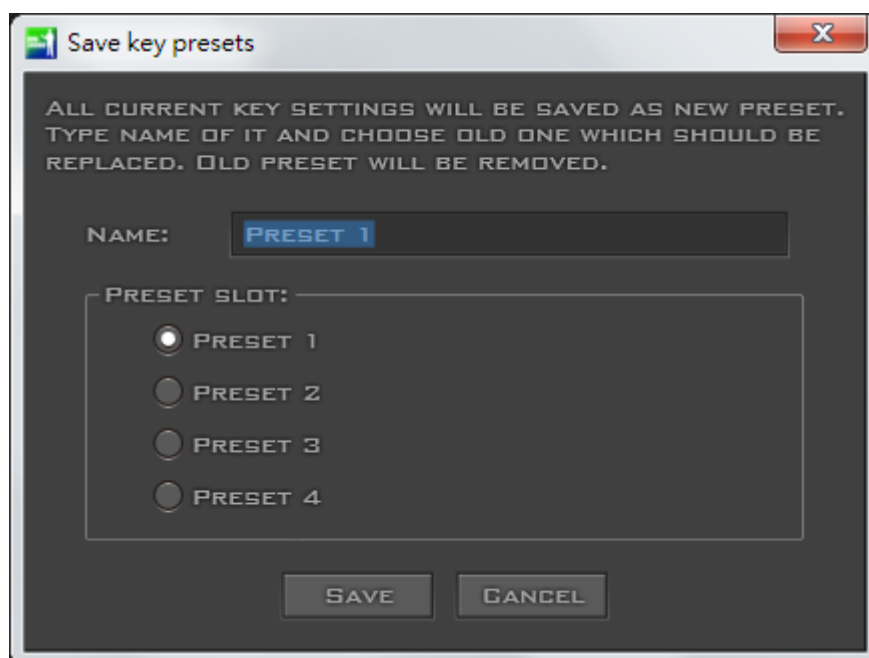 Save key presets
All current key settings will be saved as new preset.
Type name of it and choose old one which should be
replaced. Old preset will be removed.
Name: Preset 1
Preset slot:
Preset 1
Preset 2
Preset 3
Preset 4
Save Cancel